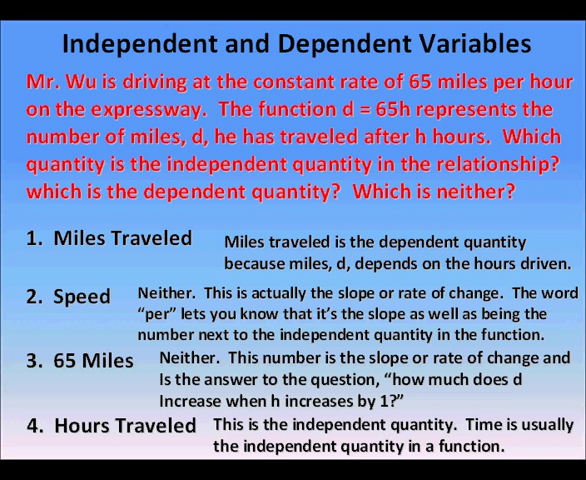 Independent and Dependent Variables
Mr. Wu is driving at the constant rate of 65 miles per hour
on the expressway.  The function d = 65h represents the
number of miles, d, he has traveled after h hours.  Which
quantity is the independent quantity in the relationship?
which is the dependent quantity?  Which is neither?
1. Miles Traveled
Miles traveled is the dependent quantity
because miles, d, depends on the hours driven.
2. Speed
Neither.  This is actually the slope or rate of change.  The word
“per” lets you know that it’s the slope as well as being the
number next to the independent quantity in the function.
3. 65 Miles
Neither.  This number is the slope or rate of change and
Is the answer to the question, “how much does d
Increase when h increases by 1?”
4. Hours Traveled
This is the independent quantity.  Time is usually
the independent quantity in a function.